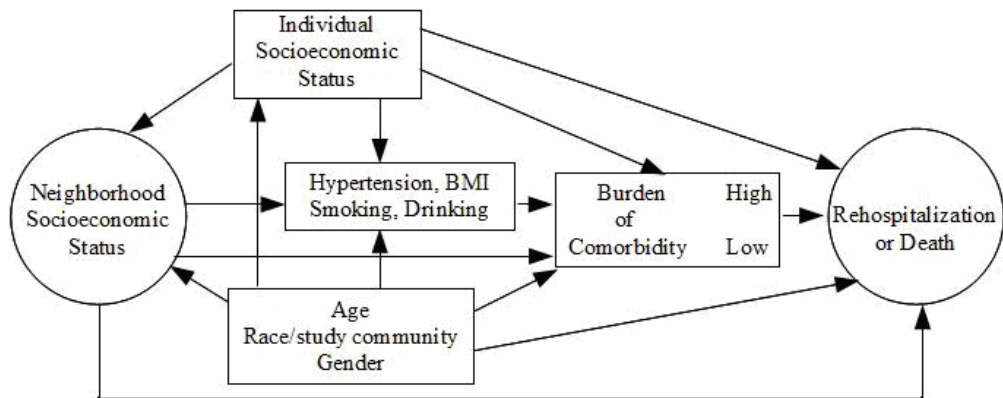 Individual
Socioeconomic
Status
Neighborhood
Socioeconomic
Status
Hypertension, BMI
Smoking, Drinking
Burden High
of
Comorbidity Low
Rehospitalization
or Death
Age
Race/study community
Gender